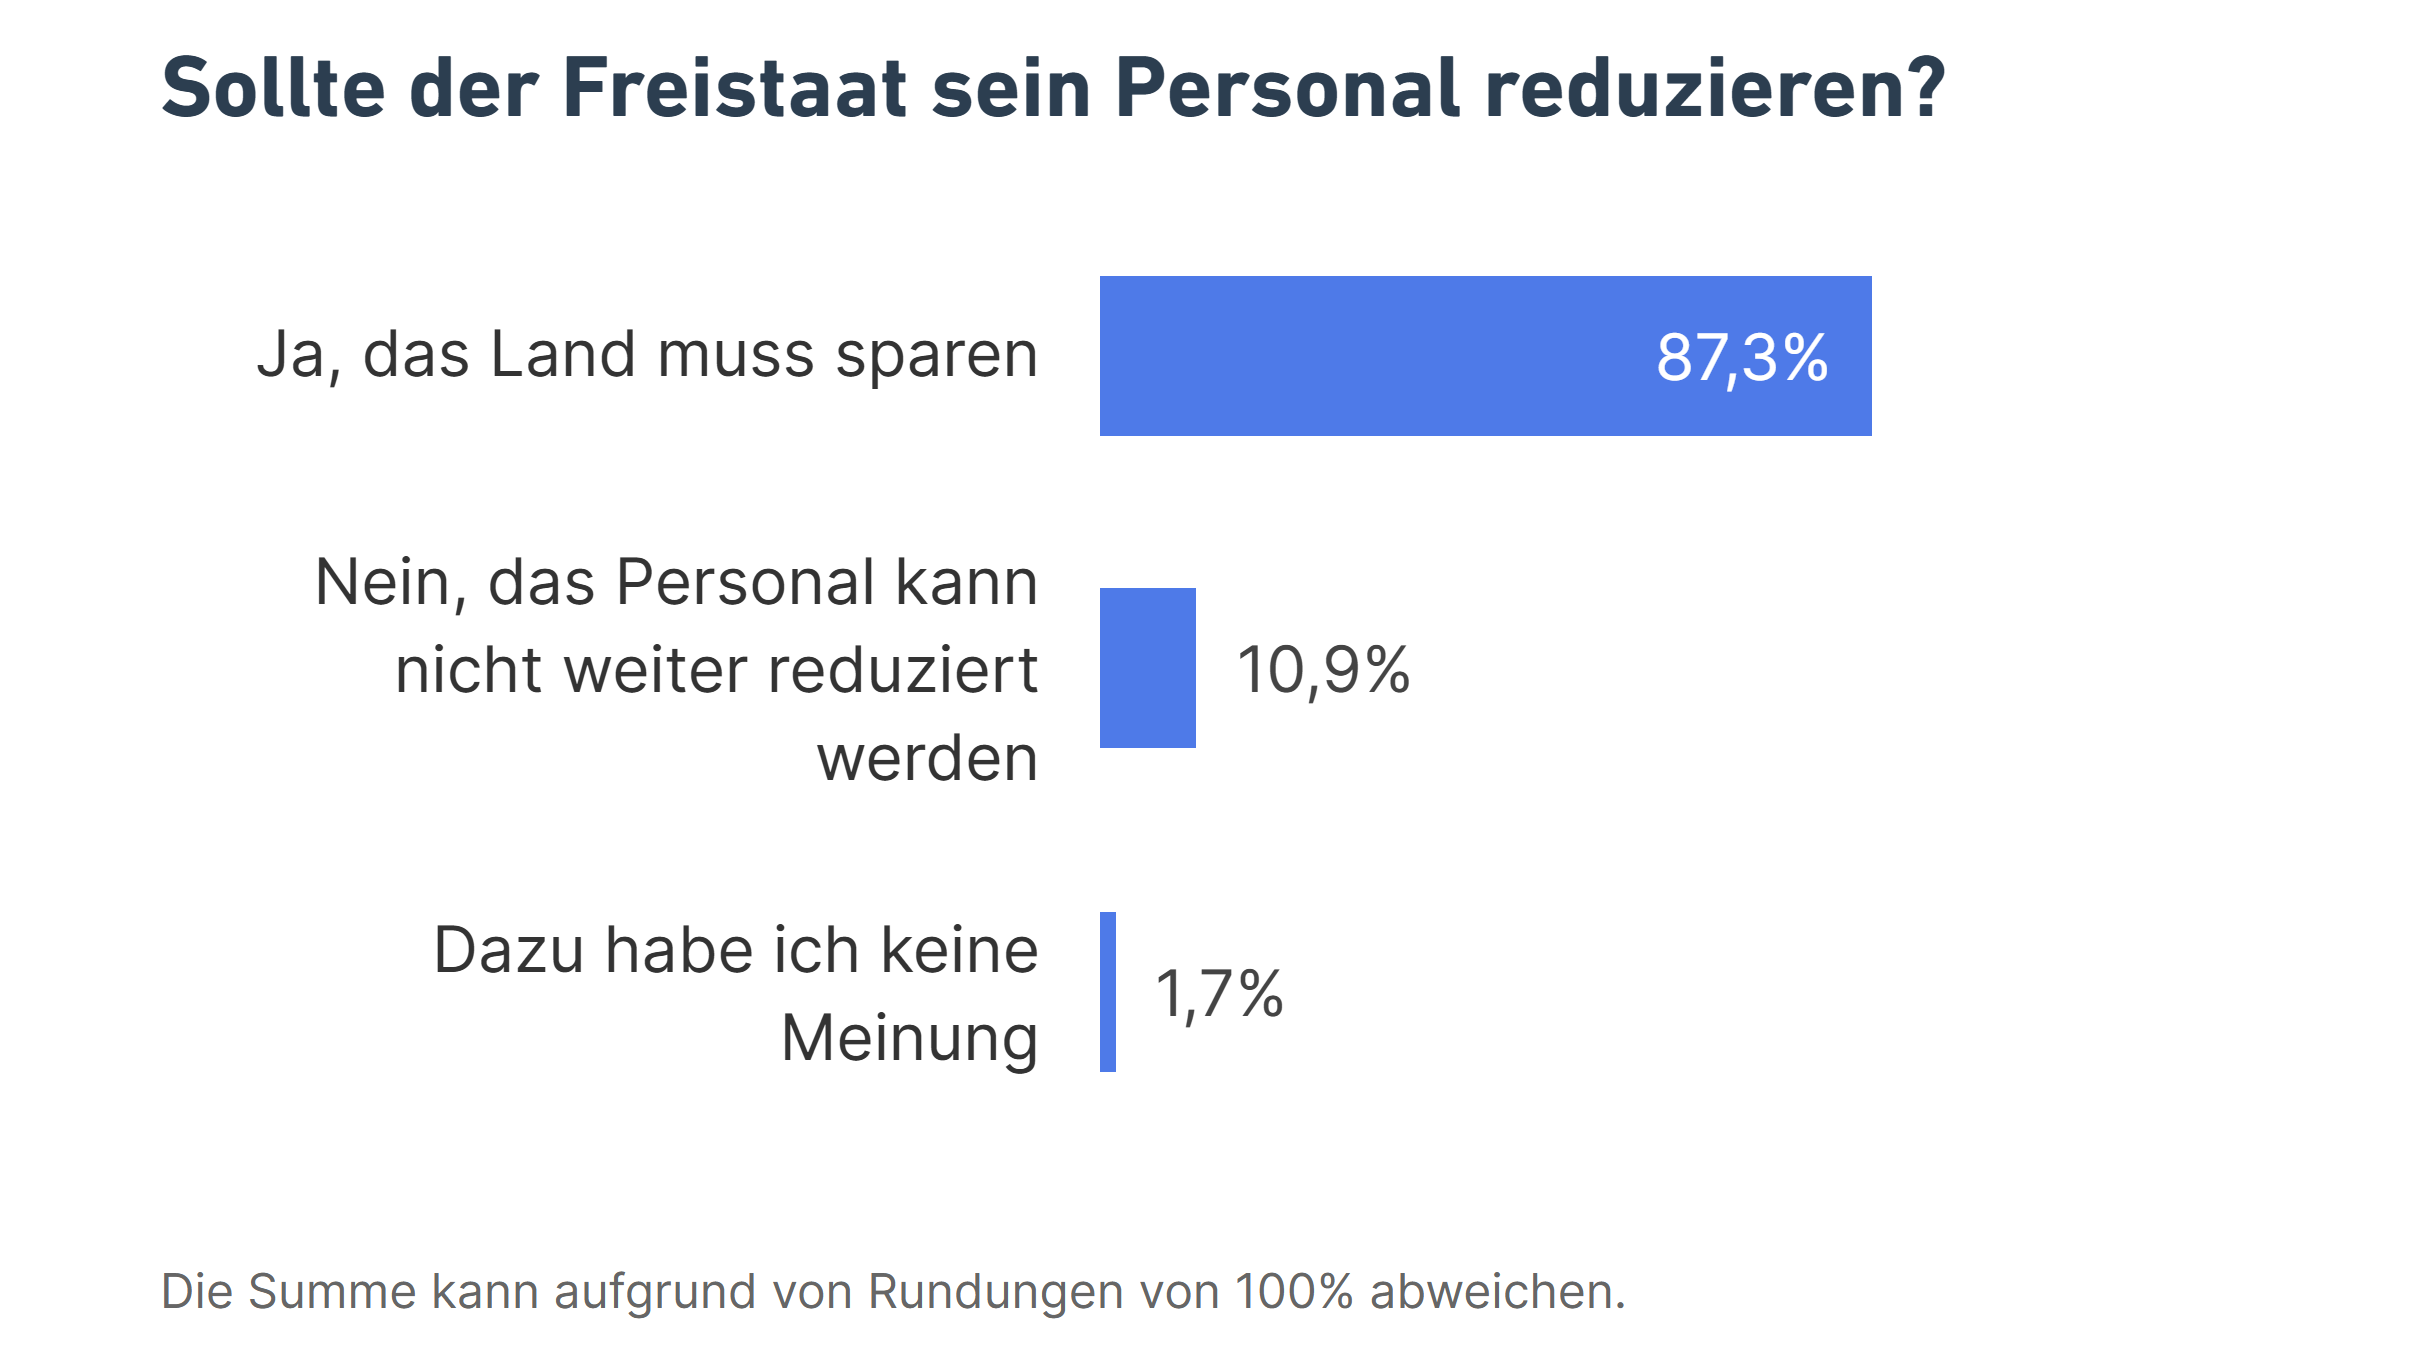 Sollte der Freistaat sein Personal reduzieren?
Ja, das Land muss sparen
87,3%
Nein, das Personal kann
nicht weiter reduziert
werden
10,9%
Dazu habe ich keine
Meinung
1,7%
Die Summe kann aufgrund von Rundungen von 100% abweichen.